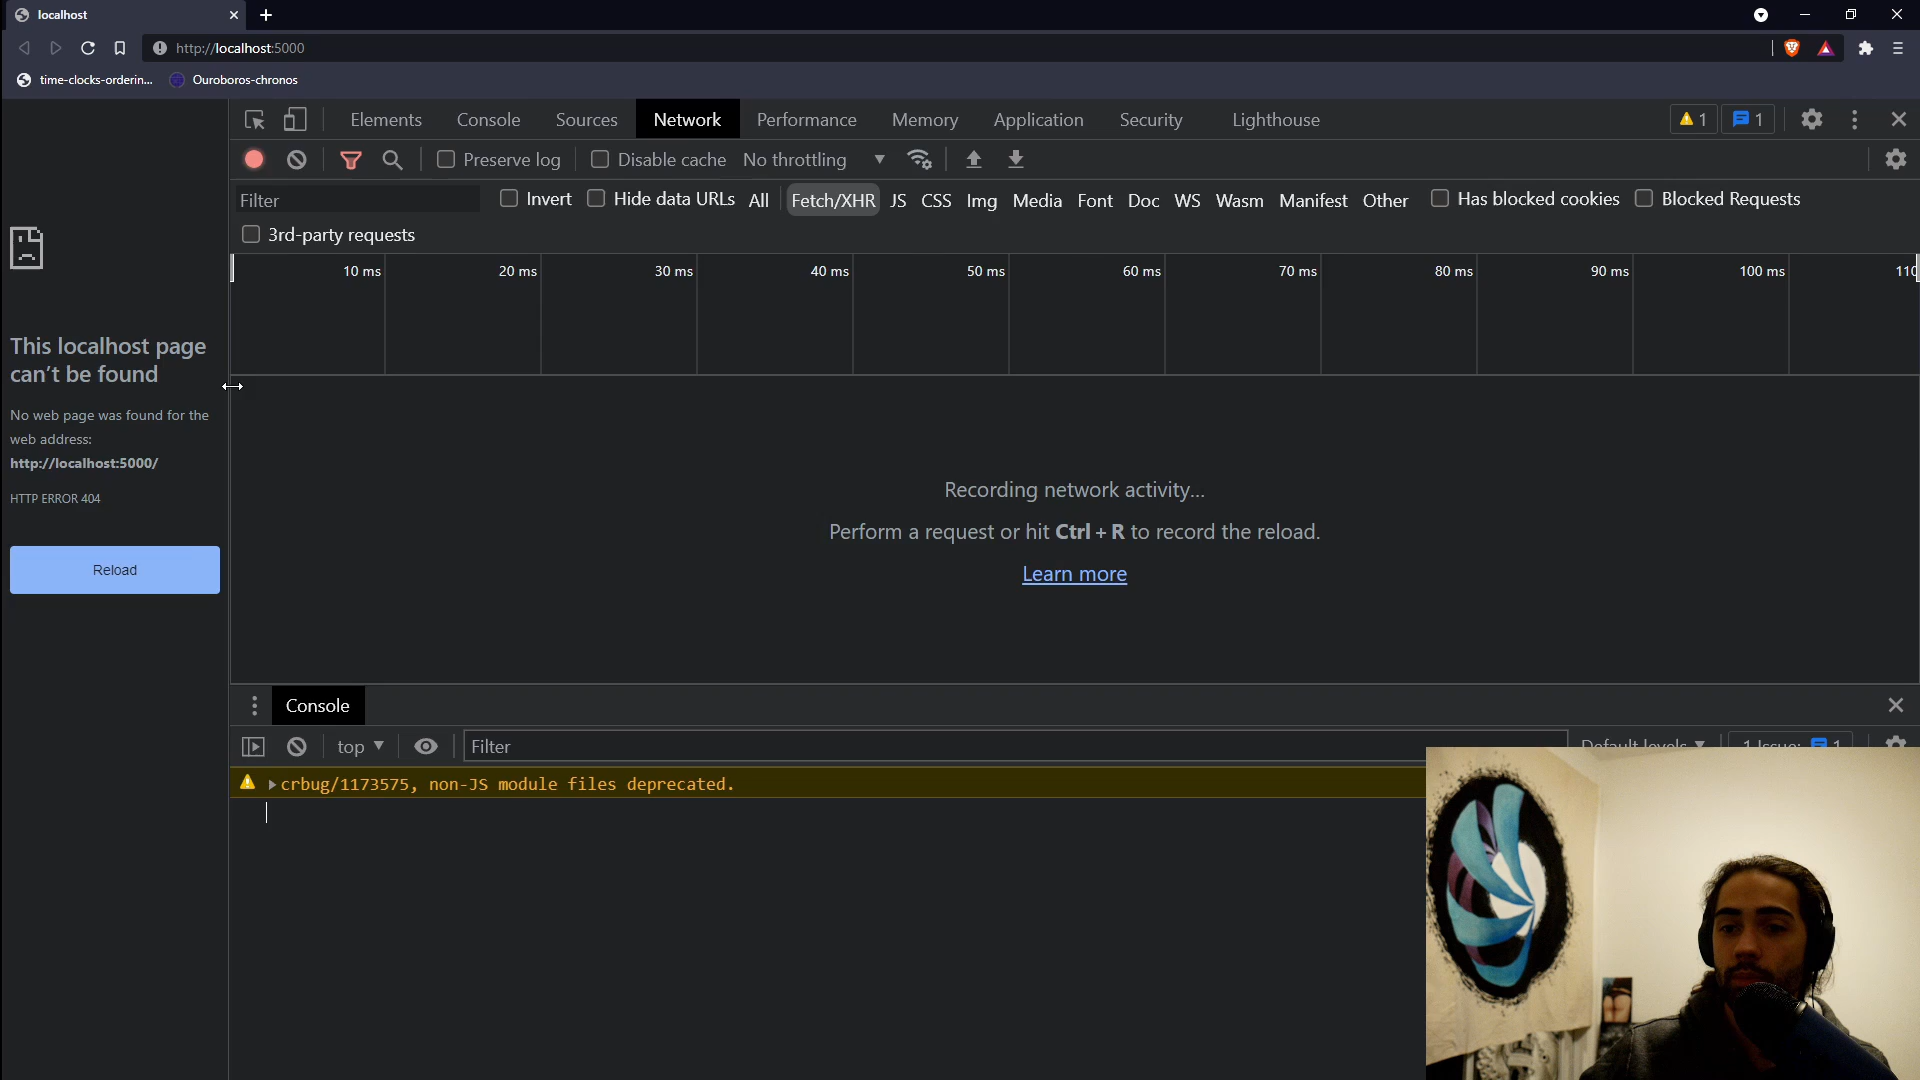 localhost
http://localhost:5000
time-clocks-orderin...
Ouroboros-chronos
Elements Console Sources Network Performance Memory Application Security Lighthouse 1 1
Preserve log Disable cache No throttling
Filter Invert Hide data URLs All Fetch/XHR JS CSS Img Media Font Doc WS Wasm Manifest Other Has blocked cookies Blocked Requests
3rd-party requests
10 ms 20 ms 30 ms 40 ms 50 ms 60 ms 70 ms 80 ms 90 ms 100 ms 110
This localhost page
can't be found
No web page was found for the
web address:
http://localhost:5000/
HTTP ERROR 404
Reload
Recording network activity...
Perform a request or hit Ctrl + R to record the reload.
Learn more
Console
top Filter Default levels 1 Issue: 1
crbug/1173575, non-JS module files deprecated.